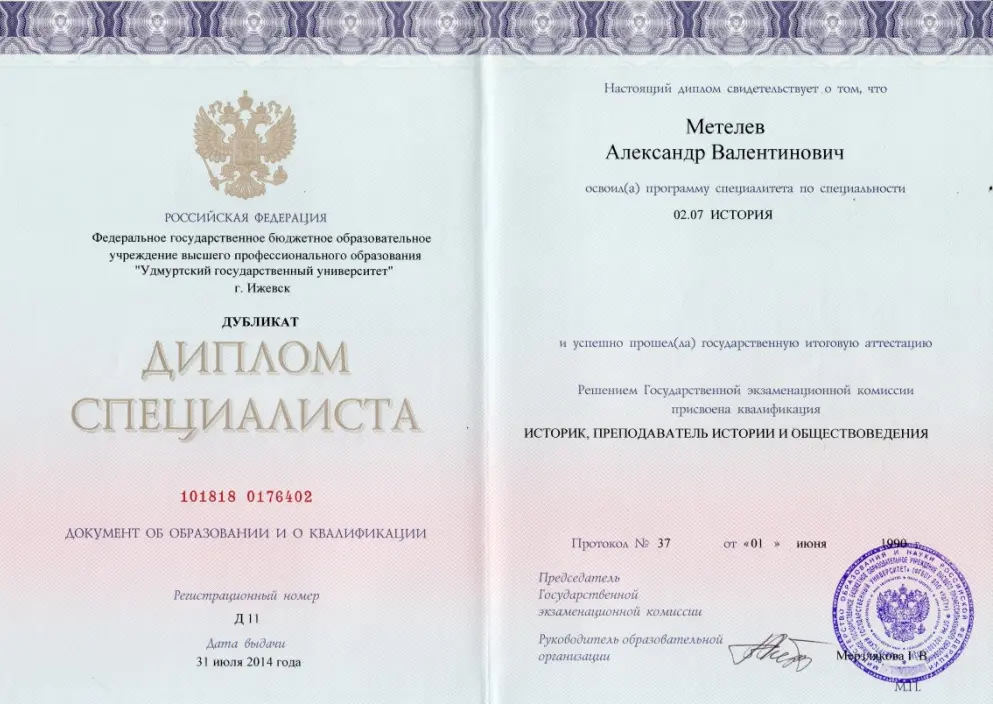 РОССИЙСКАЯ ФЕДЕРАЦИЯ
Федеральное государственное бюджетное образовательное
учреждение высшего профессионального образования
"Удмуртский государственный университет"
г. Ижевск
ДУБЛИКАТ
ДИПЛОМ
СПЕЦИАЛИСТА
101818 0176402
ДОКУМЕНТ ОБ ОБРАЗОВАНИИ И О КВАЛИФИКАЦИИ
Регистрационный номер
Д 11
Дата выдачи
31 июля 2014 года
Настоящий диплом свидетельствует о том, что
Метелев
Александр Валентинович
освоил(а) программу специалитета по специальности
02.07 ИСТОРИЯ
и успешно прошел(ла) государственную итоговую аттестацию
Решением Государственной экзаменационной комиссии
присвоена квалификация
ИСТОРИК, ПРЕПОДАВАТЕЛЬ ИСТОРИИ И ОБЩЕСТВОВЕДЕНИЯ
Протокол № 37 от «01 » июня 1990 г.
Председатель
Государственной
экзаменационной комиссии
Руководитель образовательной
организации
Мерзлякова Г.В.
М.П.